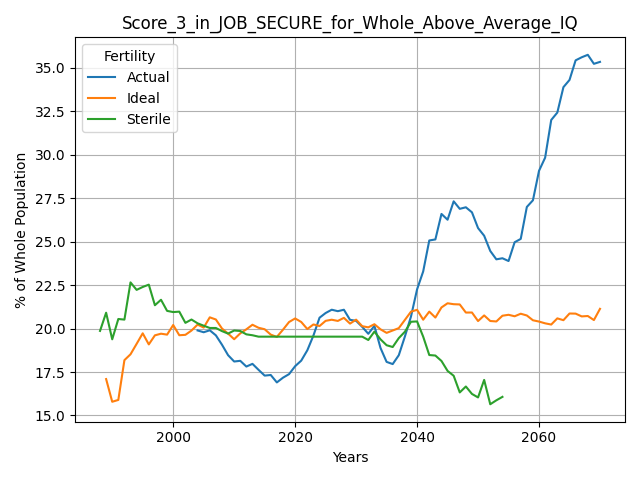 Score_3_in_JOB_SECURE_for_Whole_Above_Average_IQ
Fertility
Actual
Ideal
Sterile
% of Whole Population
35.0
32.5
30.0
27.5
25.0
22.5
20.0
17.5
15.0
2000
2020
2040
2060
Years